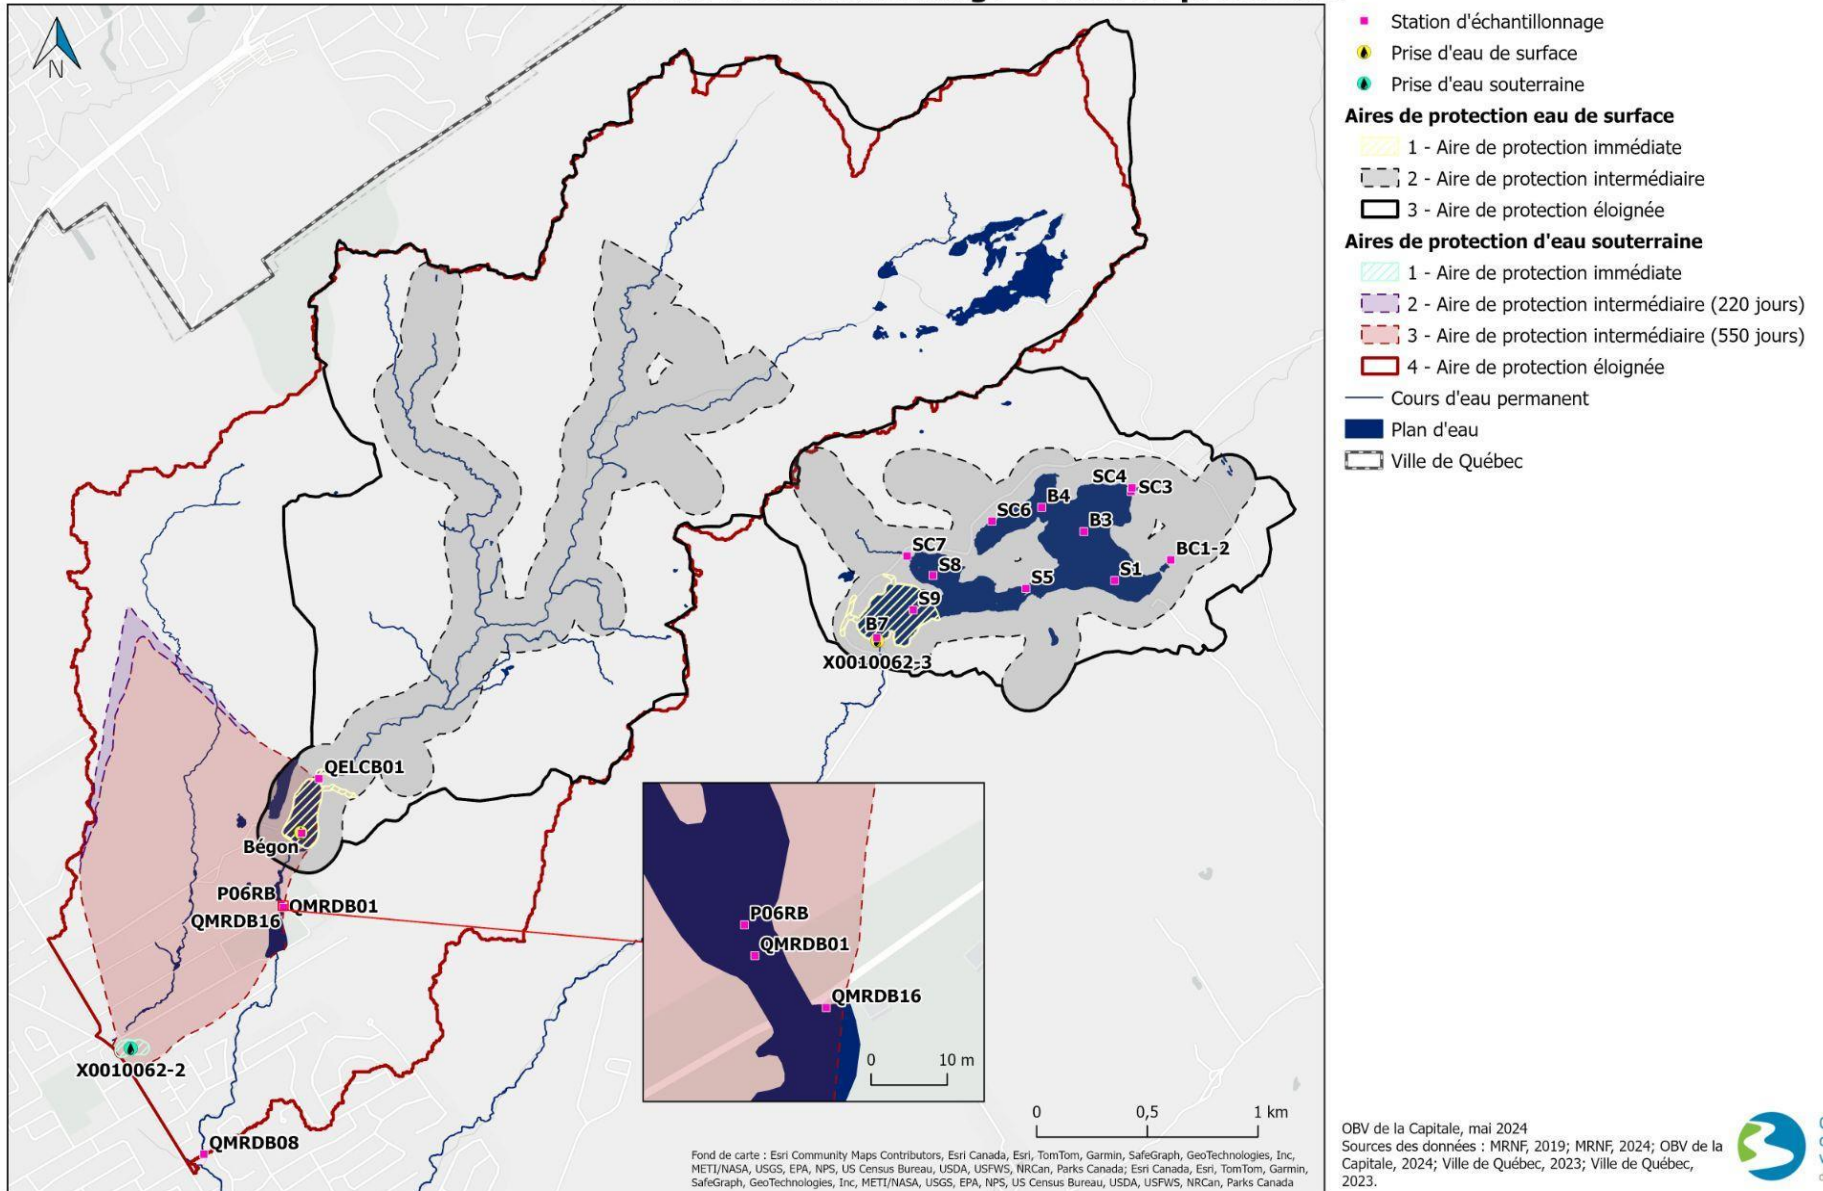 N
QELCB01
Bégon
P06RB
QMRDB01
QMRDB16
X0010062-2
QMRDB08
SC4
SC3
B4
SC6
B3
SC7
BC1-2
S8
S1
S5
S9
B7
X0010062-3
P06RB
QMRDB01
QMRDB16
0 10 m
0 0,5 1 km
Fond de carte : Esri Community Maps Contributors, Esri Canada, Esri, TomTom, Garmin, SafeGraph, GeoTechnologies, Inc,
METI/NASA, USGS, EPA, NPS, US Census Bureau, USDA, USFWS, NRCan, Parks Canada; Esri Canada, Esri, TomTom, Garmin,
SafeGraph, GeoTechnologies, Inc, METI/NASA, USGS, EPA, NPS, US Census Bureau, USDA, USFWS, NRCan, Parks Canada
Station d'échantillonnage
Prise d'eau de surface
Prise d'eau souterraine
Aires de protection eau de surface
1 - Aire de protection immédiate
2 - Aire de protection intermédiaire
3 - Aire de protection éloignée
Aires de protection d'eau souterraine
1 - Aire de protection immédiate
2 - Aire de protection intermédiaire (220 jours)
3 - Aire de protection intermédiaire (550 jours)
4 - Aire de protection éloignée
Cours d'eau permanent
Plan d'eau
Ville de Québec
OBV de la Capitale, mai 2024
Sources des données : MRNF, 2019; MRNF, 2024; OBV de la
Capitale, 2024; Ville de Québec, 2023; Ville de Québec,
2023.